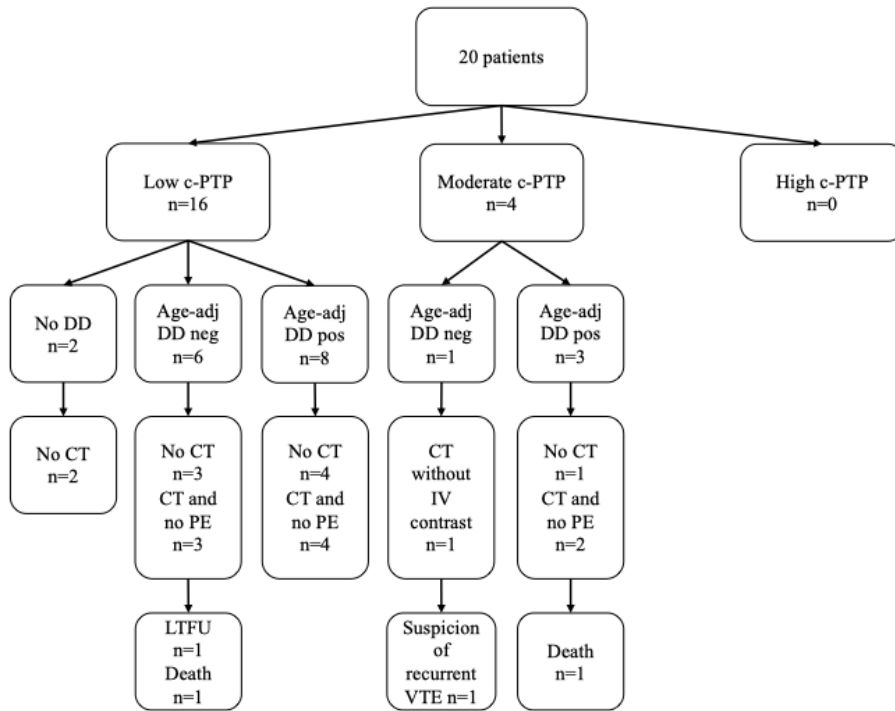 20 patients
Low c-PTP
n=16
Moderate c-PTP
n=4
High c-PTP
n=0
No DD
n=2
Age-adj
DD neg
n=6
Age-adj
DD pos
n=8
Age-adj
DD neg
n=1
Age-adj
DD pos
n=3
No CT
n=2
No CT
n=3
CT and
no PE
n=3
No CT
n=4
CT and
no PE
n=4
CT
without
IV
contrast
n=1
No CT
n=1
CT and
no PE
n=2
LTFU
n=1
Death
n=1
Suspicion
of
recurrent
VTE n=1
Death
n=1